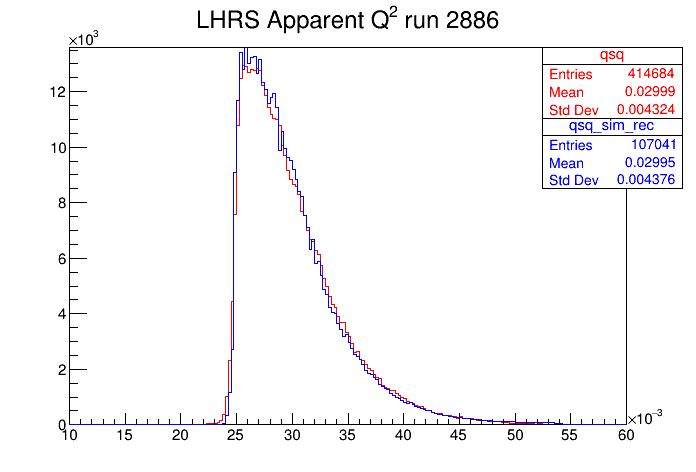 LHRS Apparent Q² run 2886
×10³
qsq
Entries 414684
Mean 0.02999
Std Dev 0.004324
qsq_sim_rec
Entries 107041
Mean 0.02995
Std Dev 0.004376
12
10
8
6
4
2
0
10 15 20 25 30 35 40 45 50 55 60
×10⁻³